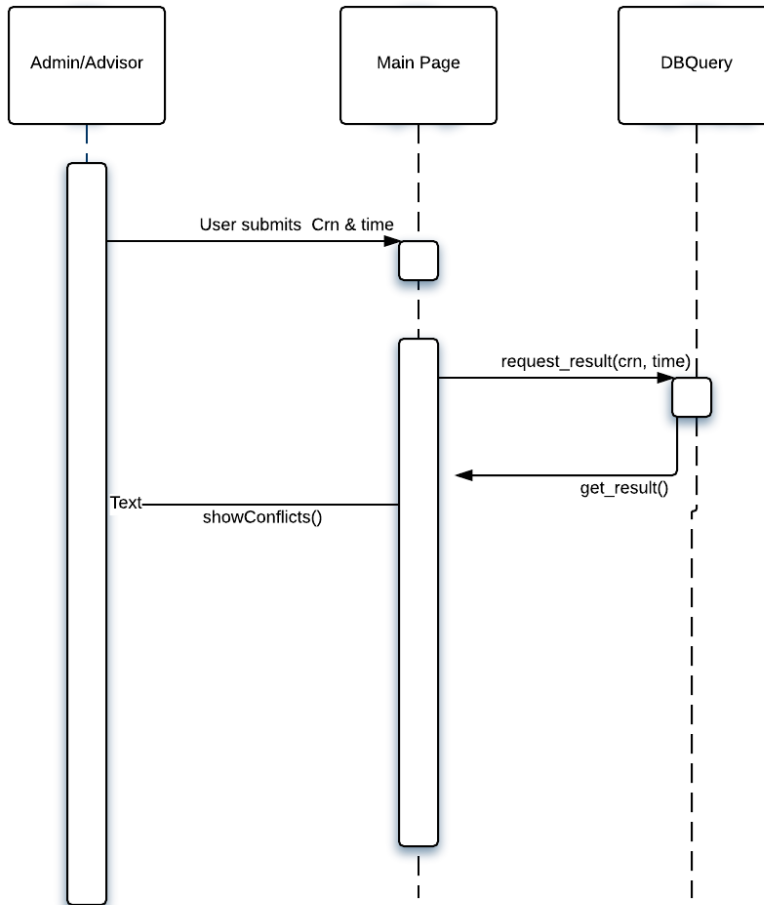 Admin/Advisor
Main Page
DBQuery
User submits  Crn & time
request_result(crn, time)
get_result()
Text
showConflicts()